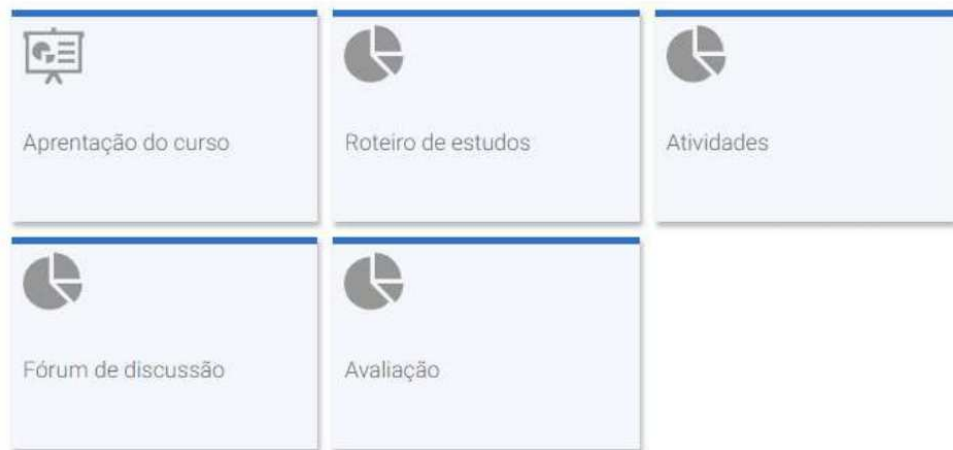 Aprentação do curso
Roteiro de estudos
Atividades
Fórum de discussão
Avaliação